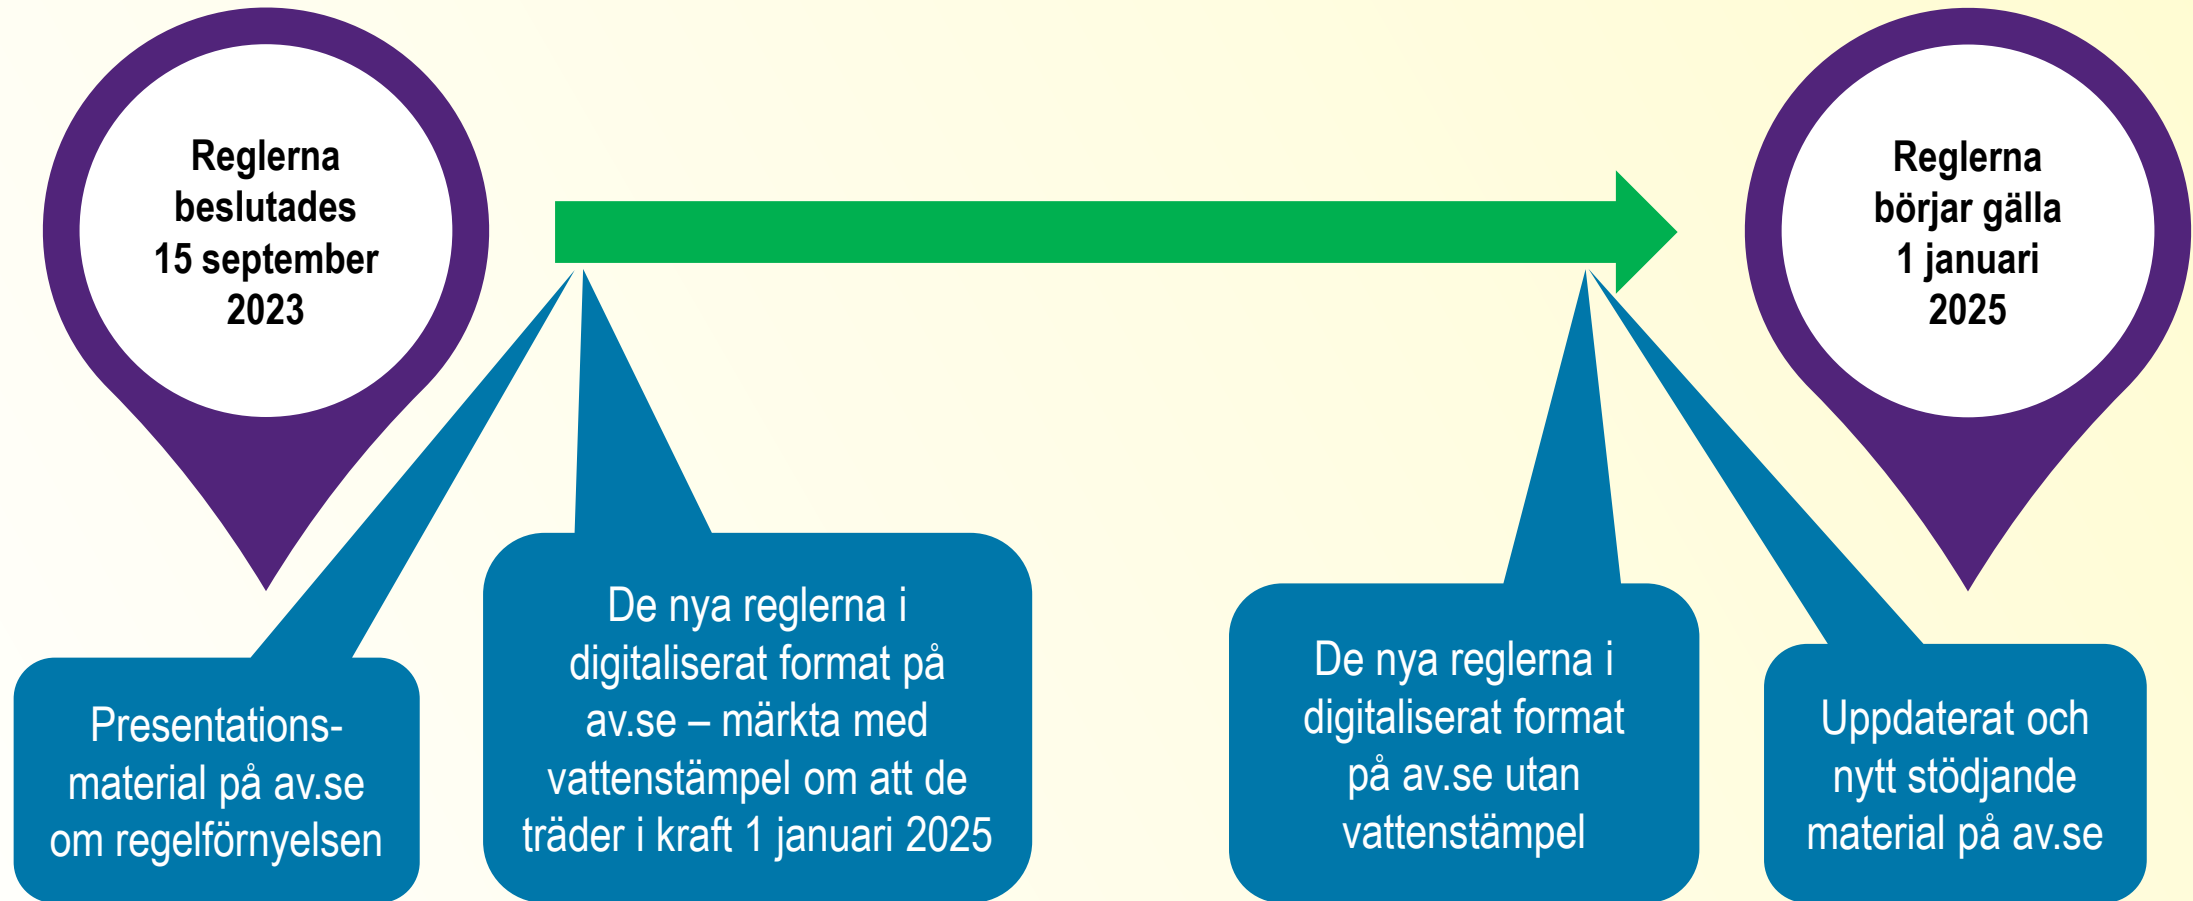 Reglerna
beslutades
15 september
2023
Reglerna
börjar gälla
1 januari
2025
Presentations-
material på av.se
om regelförnyelsen
De nya reglerna i
digitaliserat format på
av.se – märkta med
vattenstämpel om att de
träder i kraft 1 januari 2025
De nya reglerna i
digitaliserat format
på av.se utan
vattenstämpel
Uppdaterat och
nytt stödjande
material på av.se